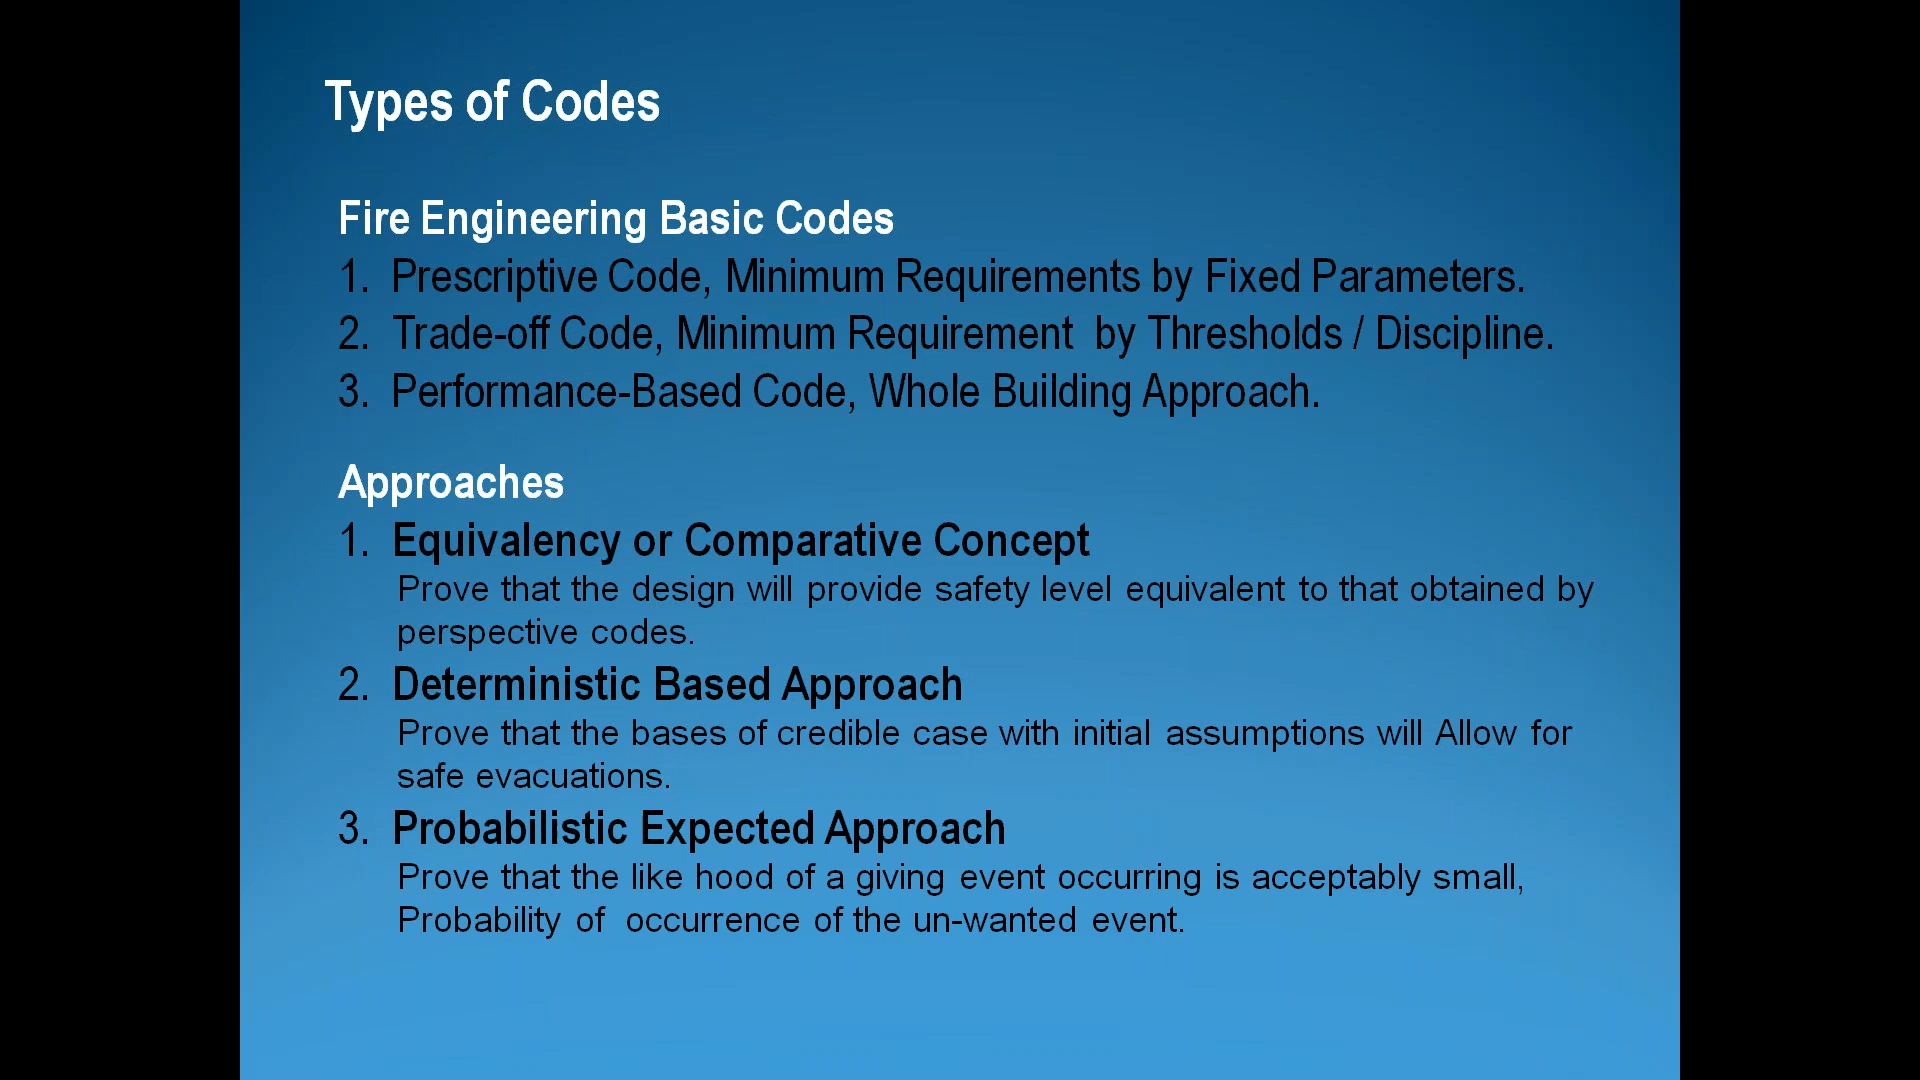 Types of Codes
Fire Engineering Basic Codes
1. Prescriptive Code, Minimum Requirements by Fixed Parameters.
2. Trade-off Code, Minimum Requirement by Thresholds / Discipline.
3. Performance-Based Code, Whole Building Approach.
Approaches
1. Equivalency or Comparative Concept
Prove that the design will provide safety level equivalent to that obtained by
perspective codes.
2. Deterministic Based Approach
Prove that the bases of credible case with initial assumptions will Allow for
safe evacuations.
3. Probabilistic Expected Approach
Prove that the like hood of a giving event occurring is acceptably small,
Probability of occurrence of the un-wanted event.